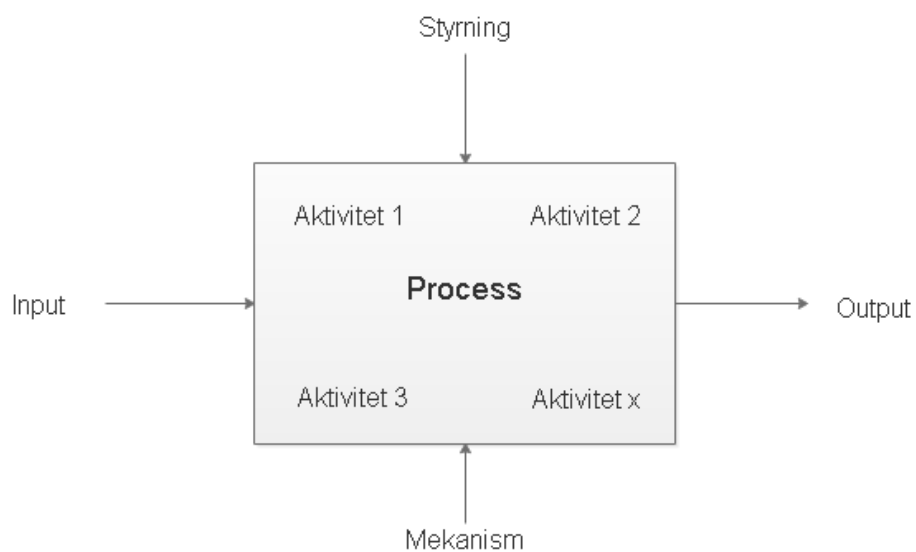 Styrning
Aktivitet 1
Aktivitet 2
Process
Input
Output
Aktivitet 3
Aktivitet x
Mekanism